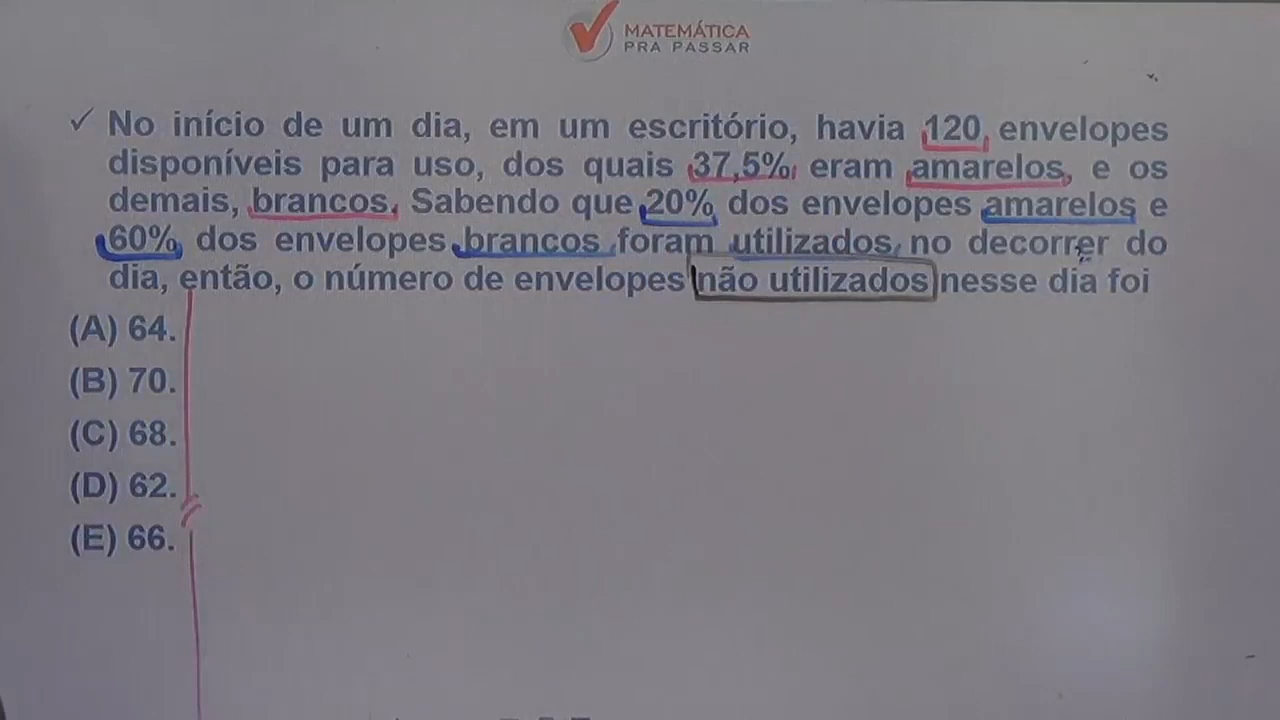 MATEMÁTICA
PRA PASSAR
✓ No início de um dia, em um escritório, havia 120 envelopes
disponíveis para uso, dos quais 37,5% eram amarelos, e os
demais, brancos. Sabendo que 20% dos envelopes amarelos e
60% dos envelopes brancos foram utilizados no decorrer do
dia, então, o número de envelopes não utilizados nesse dia foi
(A) 64.
(B) 70.
(C) 68.
(D) 62.
(E) 66.